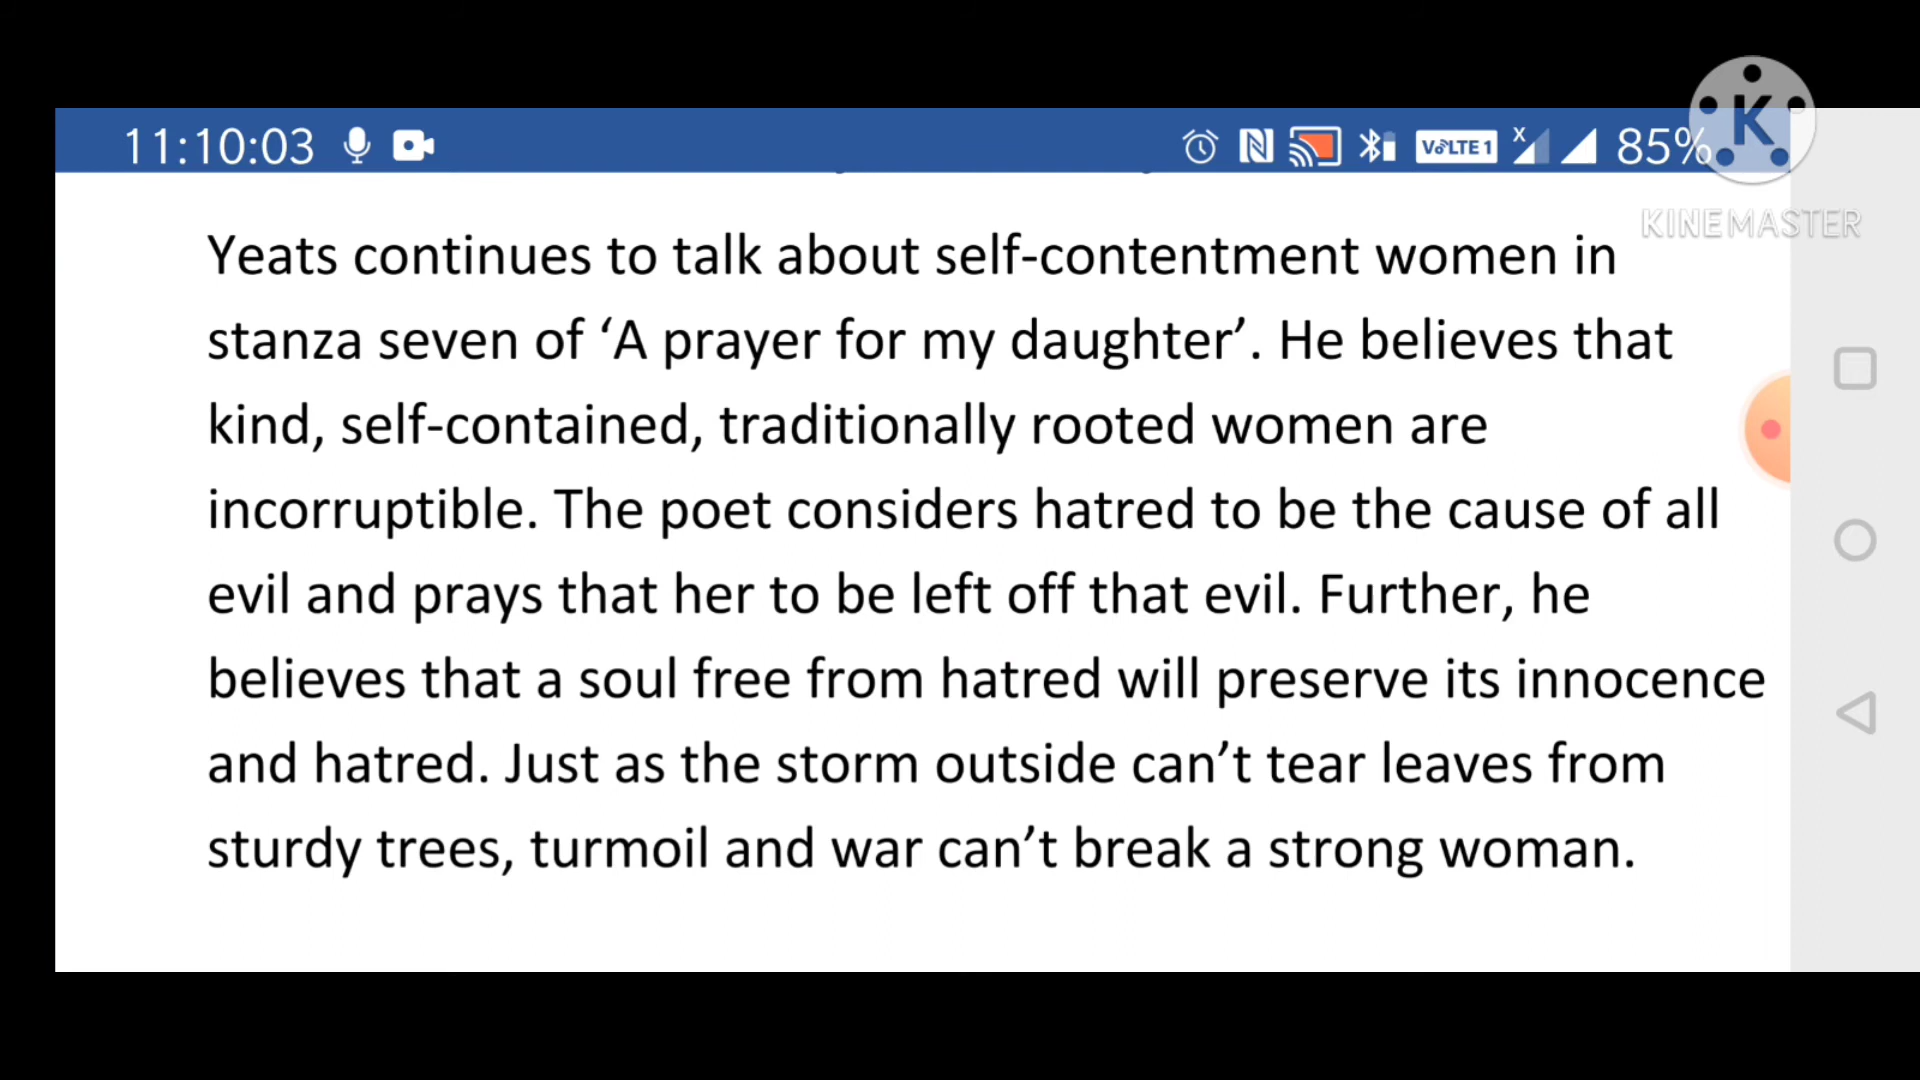 11:10:03 VoLTE 1 x 85%
K
KINEMASTER
Yeats continues to talk about self-contentment women in
stanza seven of ‘A prayer for my daughter’. He believes that
kind, self-contained, traditionally rooted women are
incorruptible. The poet considers hatred to be the cause of all
evil and prays that her to be left off that evil. Further, he
believes that a soul free from hatred will preserve its innocence
and hatred. Just as the storm outside can’t tear leaves from
sturdy trees, turmoil and war can’t break a strong woman.